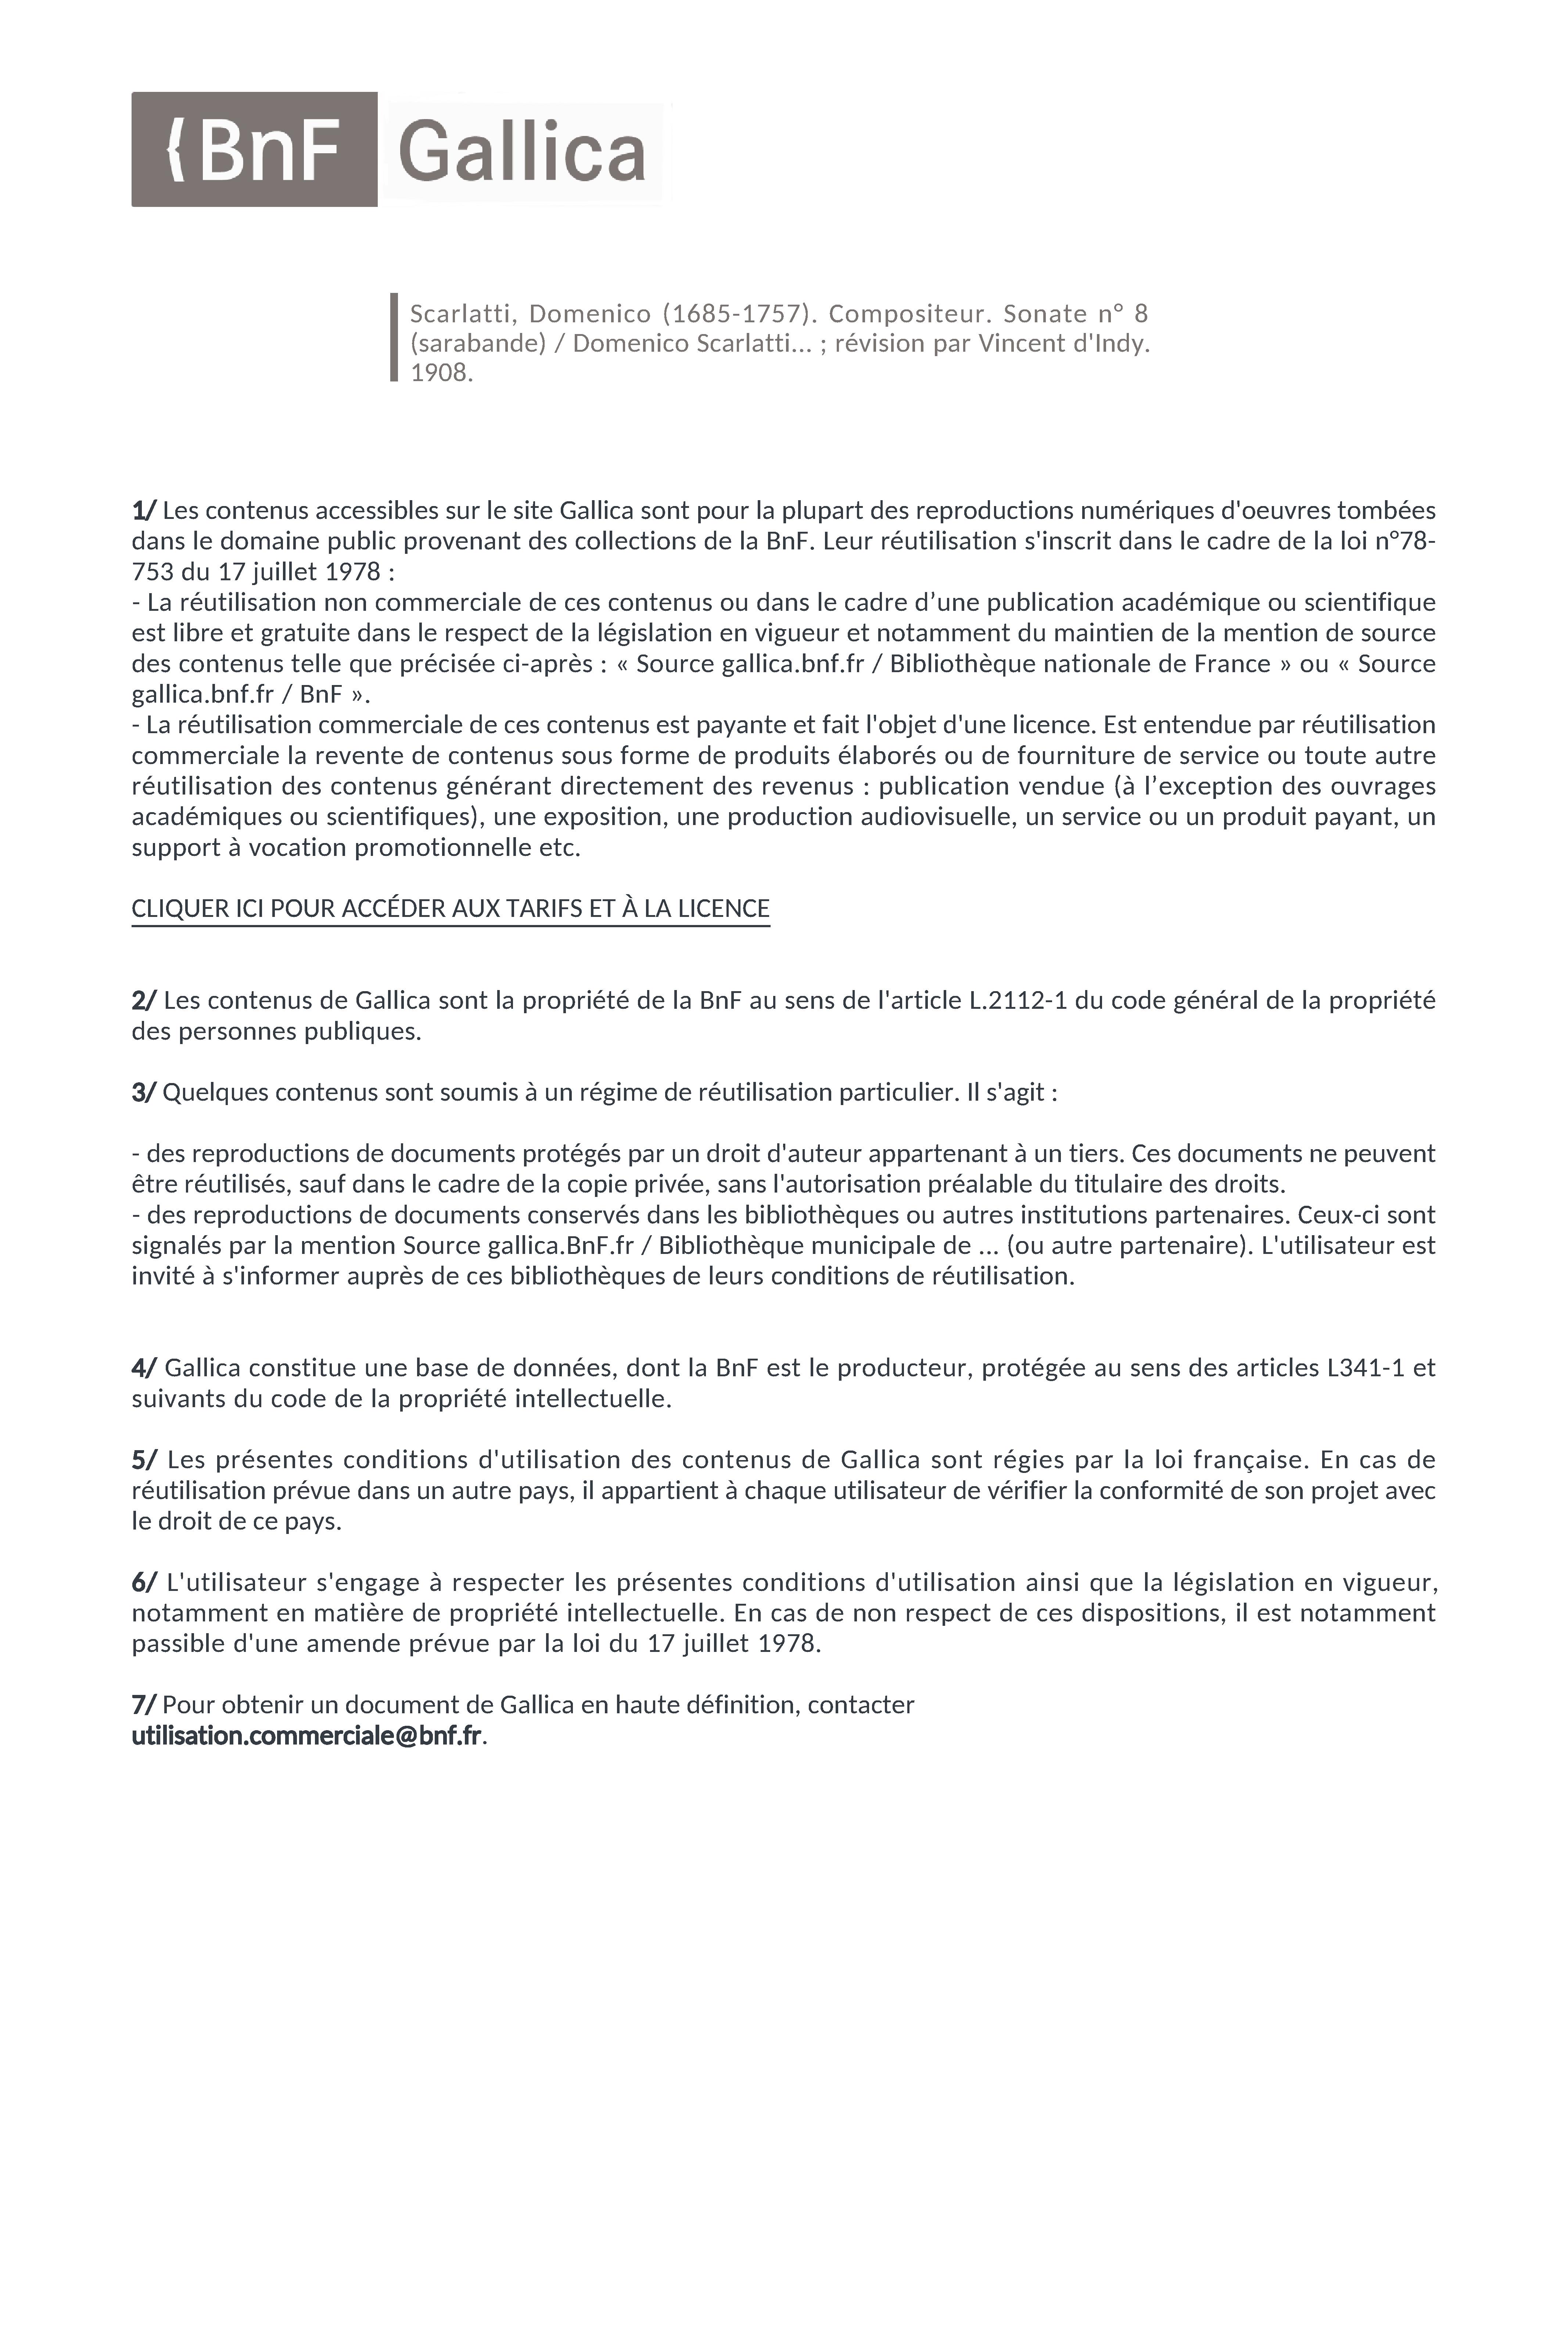 BnF Gallica
Scarlatti, Domenico (1685-1757). Compositeur. Sonate n° 8
(sarabande) / Domenico Scarlatti... ; révision par Vincent d'Indy.
1908.
1/ Les contenus accessibles sur le site Gallica sont pour la plupart des reproductions numériques d'oeuvres tombées
dans le domaine public provenant des collections de la BnF. Leur réutilisation s'inscrit dans le cadre de la loi n°78-
753 du 17 juillet 1978 :
- La réutilisation non commerciale de ces contenus ou dans le cadre d’une publication académique ou scientifique
est libre et gratuite dans le respect de la législation en vigueur et notamment du maintien de la mention de source
des contenus telle que précisée ci-après : « Source gallica.bnf.fr / Bibliothèque nationale de France » ou « Source
gallica.bnf.fr / BnF ».
- La réutilisation commerciale de ces contenus est payante et fait l'objet d'une licence. Est entendue par réutilisation
commerciale la revente de contenus sous forme de produits élaborés ou de fourniture de service ou toute autre
réutilisation des contenus générant directement des revenus : publication vendue (à l’exception des ouvrages
académiques ou scientifiques), une exposition, une production audiovisuelle, un service ou un produit payant, un
support à vocation promotionnelle etc.
CLIQUER ICI POUR ACCÉDER AUX TARIFS ET À LA LICENCE
2/ Les contenus de Gallica sont la propriété de la BnF au sens de l'article L.2112-1 du code général de la propriété
des personnes publiques.
3/ Quelques contenus sont soumis à un régime de réutilisation particulier. Il s'agit :
- des reproductions de documents protégés par un droit d'auteur appartenant à un tiers. Ces documents ne peuvent
être réutilisés, sauf dans le cadre de la copie privée, sans l'autorisation préalable du titulaire des droits.
- des reproductions de documents conservés dans les bibliothèques ou autres institutions partenaires. Ceux-ci sont
signalés par la mention Source gallica.BnF.fr / Bibliothèque municipale de ... (ou autre partenaire). L'utilisateur est
invité à s'informer auprès de ces bibliothèques de leurs conditions de réutilisation.
4/ Gallica constitue une base de données, dont la BnF est le producteur, protégée au sens des articles L341-1 et
suivants du code de la propriété intellectuelle.
5/ Les présentes conditions d'utilisation des contenus de Gallica sont régies par la loi française. En cas de
réutilisation prévue dans un autre pays, il appartient à chaque utilisateur de vérifier la conformité de son projet avec
le droit de ce pays.
6/ L'utilisateur s'engage à respecter les présentes conditions d'utilisation ainsi que la législation en vigueur,
notamment en matière de propriété intellectuelle. En cas de non respect de ces dispositions, il est notamment
passible d'une amende prévue par la loi du 17 juillet 1978.
7/ Pour obtenir un document de Gallica en haute définition, contacter
utilisation.commerciale@bnf.fr.